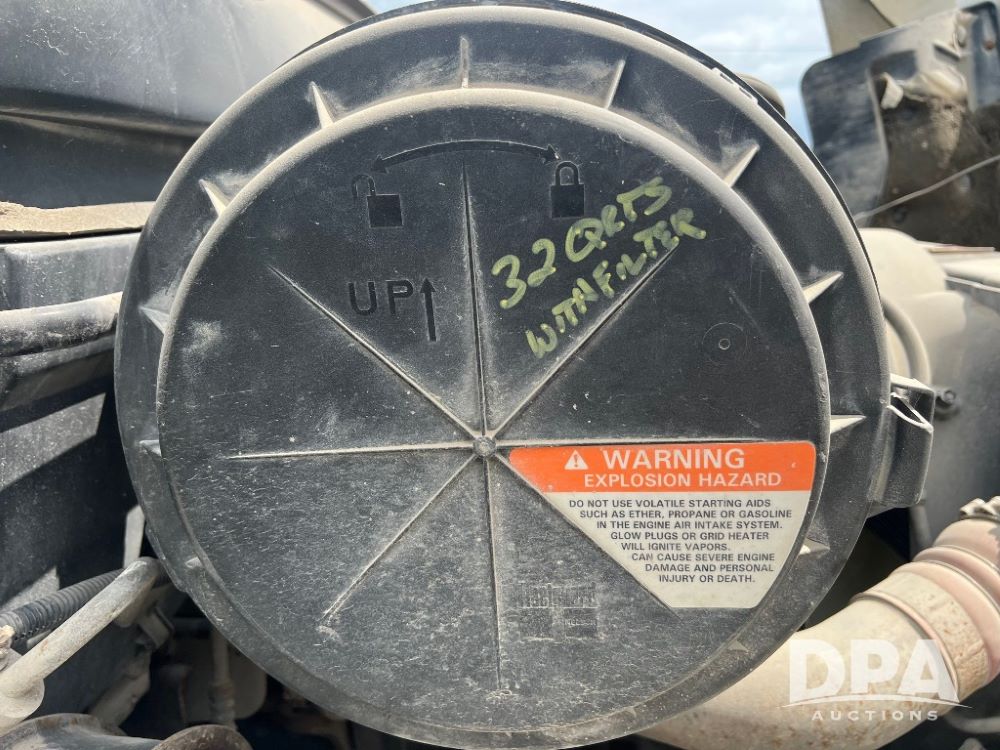 UP
32 QRTS
WITH FILTER
WARNING
EXPLOSION HAZARD
DO NOT USE VOLATILE STARTING AIDS
SUCH AS ETHER, PROPANE OR GASOLINE
IN THE ENGINE AIR INTAKE SYSTEM.
GLOW PLUGS OR GRID HEATER
WILL IGNITE VAPORS.
CAN CAUSE SEVERE ENGINE
DAMAGE AND PERSONAL
INJURY OR DEATH.
DPA
AUCTIONS